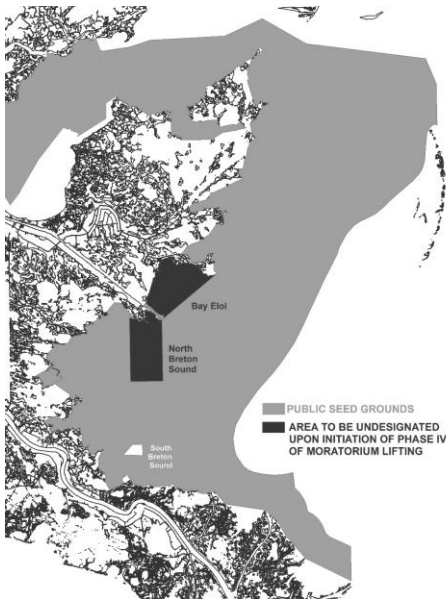 Bay Eloi
North
Breton
Sound
South
Breton
Sound
PUBLIC SEED GROUNDS
AREA TO BE UNDESIGNATED
UPON INITIATION OF PHASE IV
OF MORATORIUM LIFTING